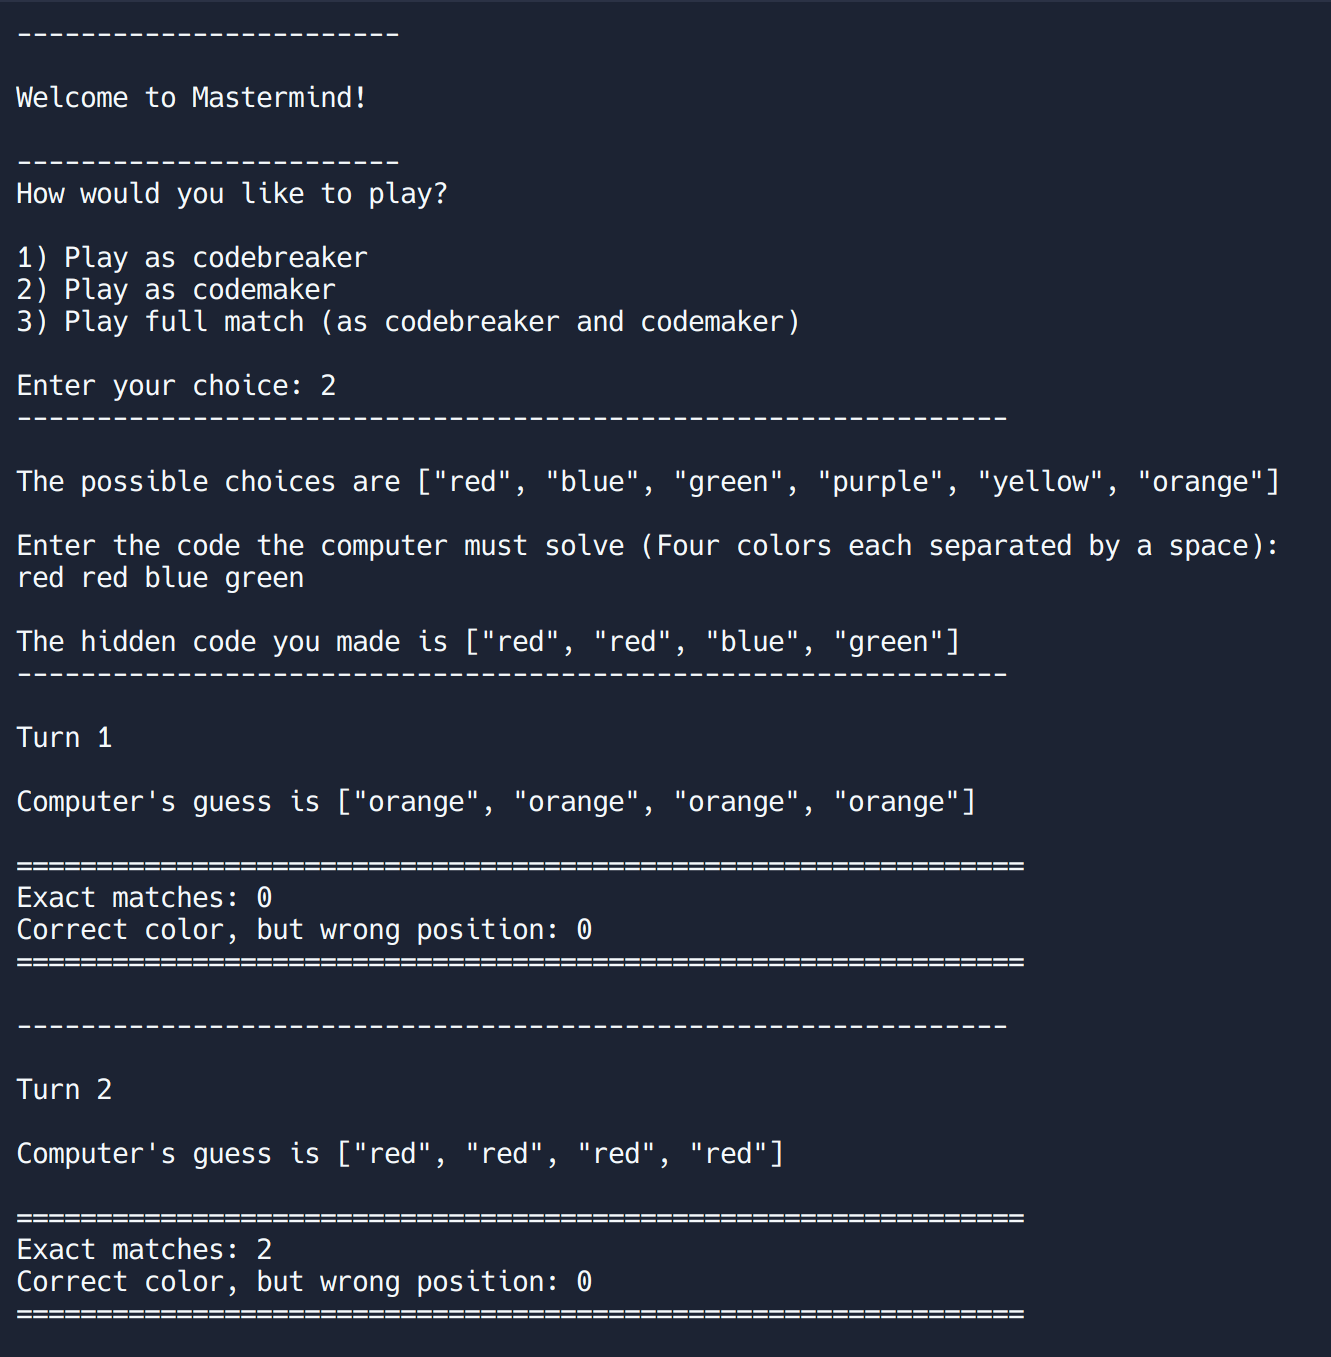 ------------------------
Welcome to Mastermind!
------------------------
How would you like to play?
1) Play as codebreaker
2) Play as codemaker
3) Play full match (as codebreaker and codemaker)
Enter your choice: 2
--------------------------------------------------------------
The possible choices are ["red", "blue", "green", "purple", "yellow", "orange"]
Enter the code the computer must solve (Four colors each separated by a space):
red red blue green
The hidden code you made is ["red", "red", "blue", "green"]
--------------------------------------------------------------
Turn 1
Computer's guess is ["orange", "orange", "orange", "orange"]
===============================================================
Exact matches: 0
Correct color, but wrong position: 0
===============================================================
--------------------------------------------------------------
Turn 2
Computer's guess is ["red", "red", "red", "red"]
===============================================================
Exact matches: 2
Correct color, but wrong position: 0
===============================================================